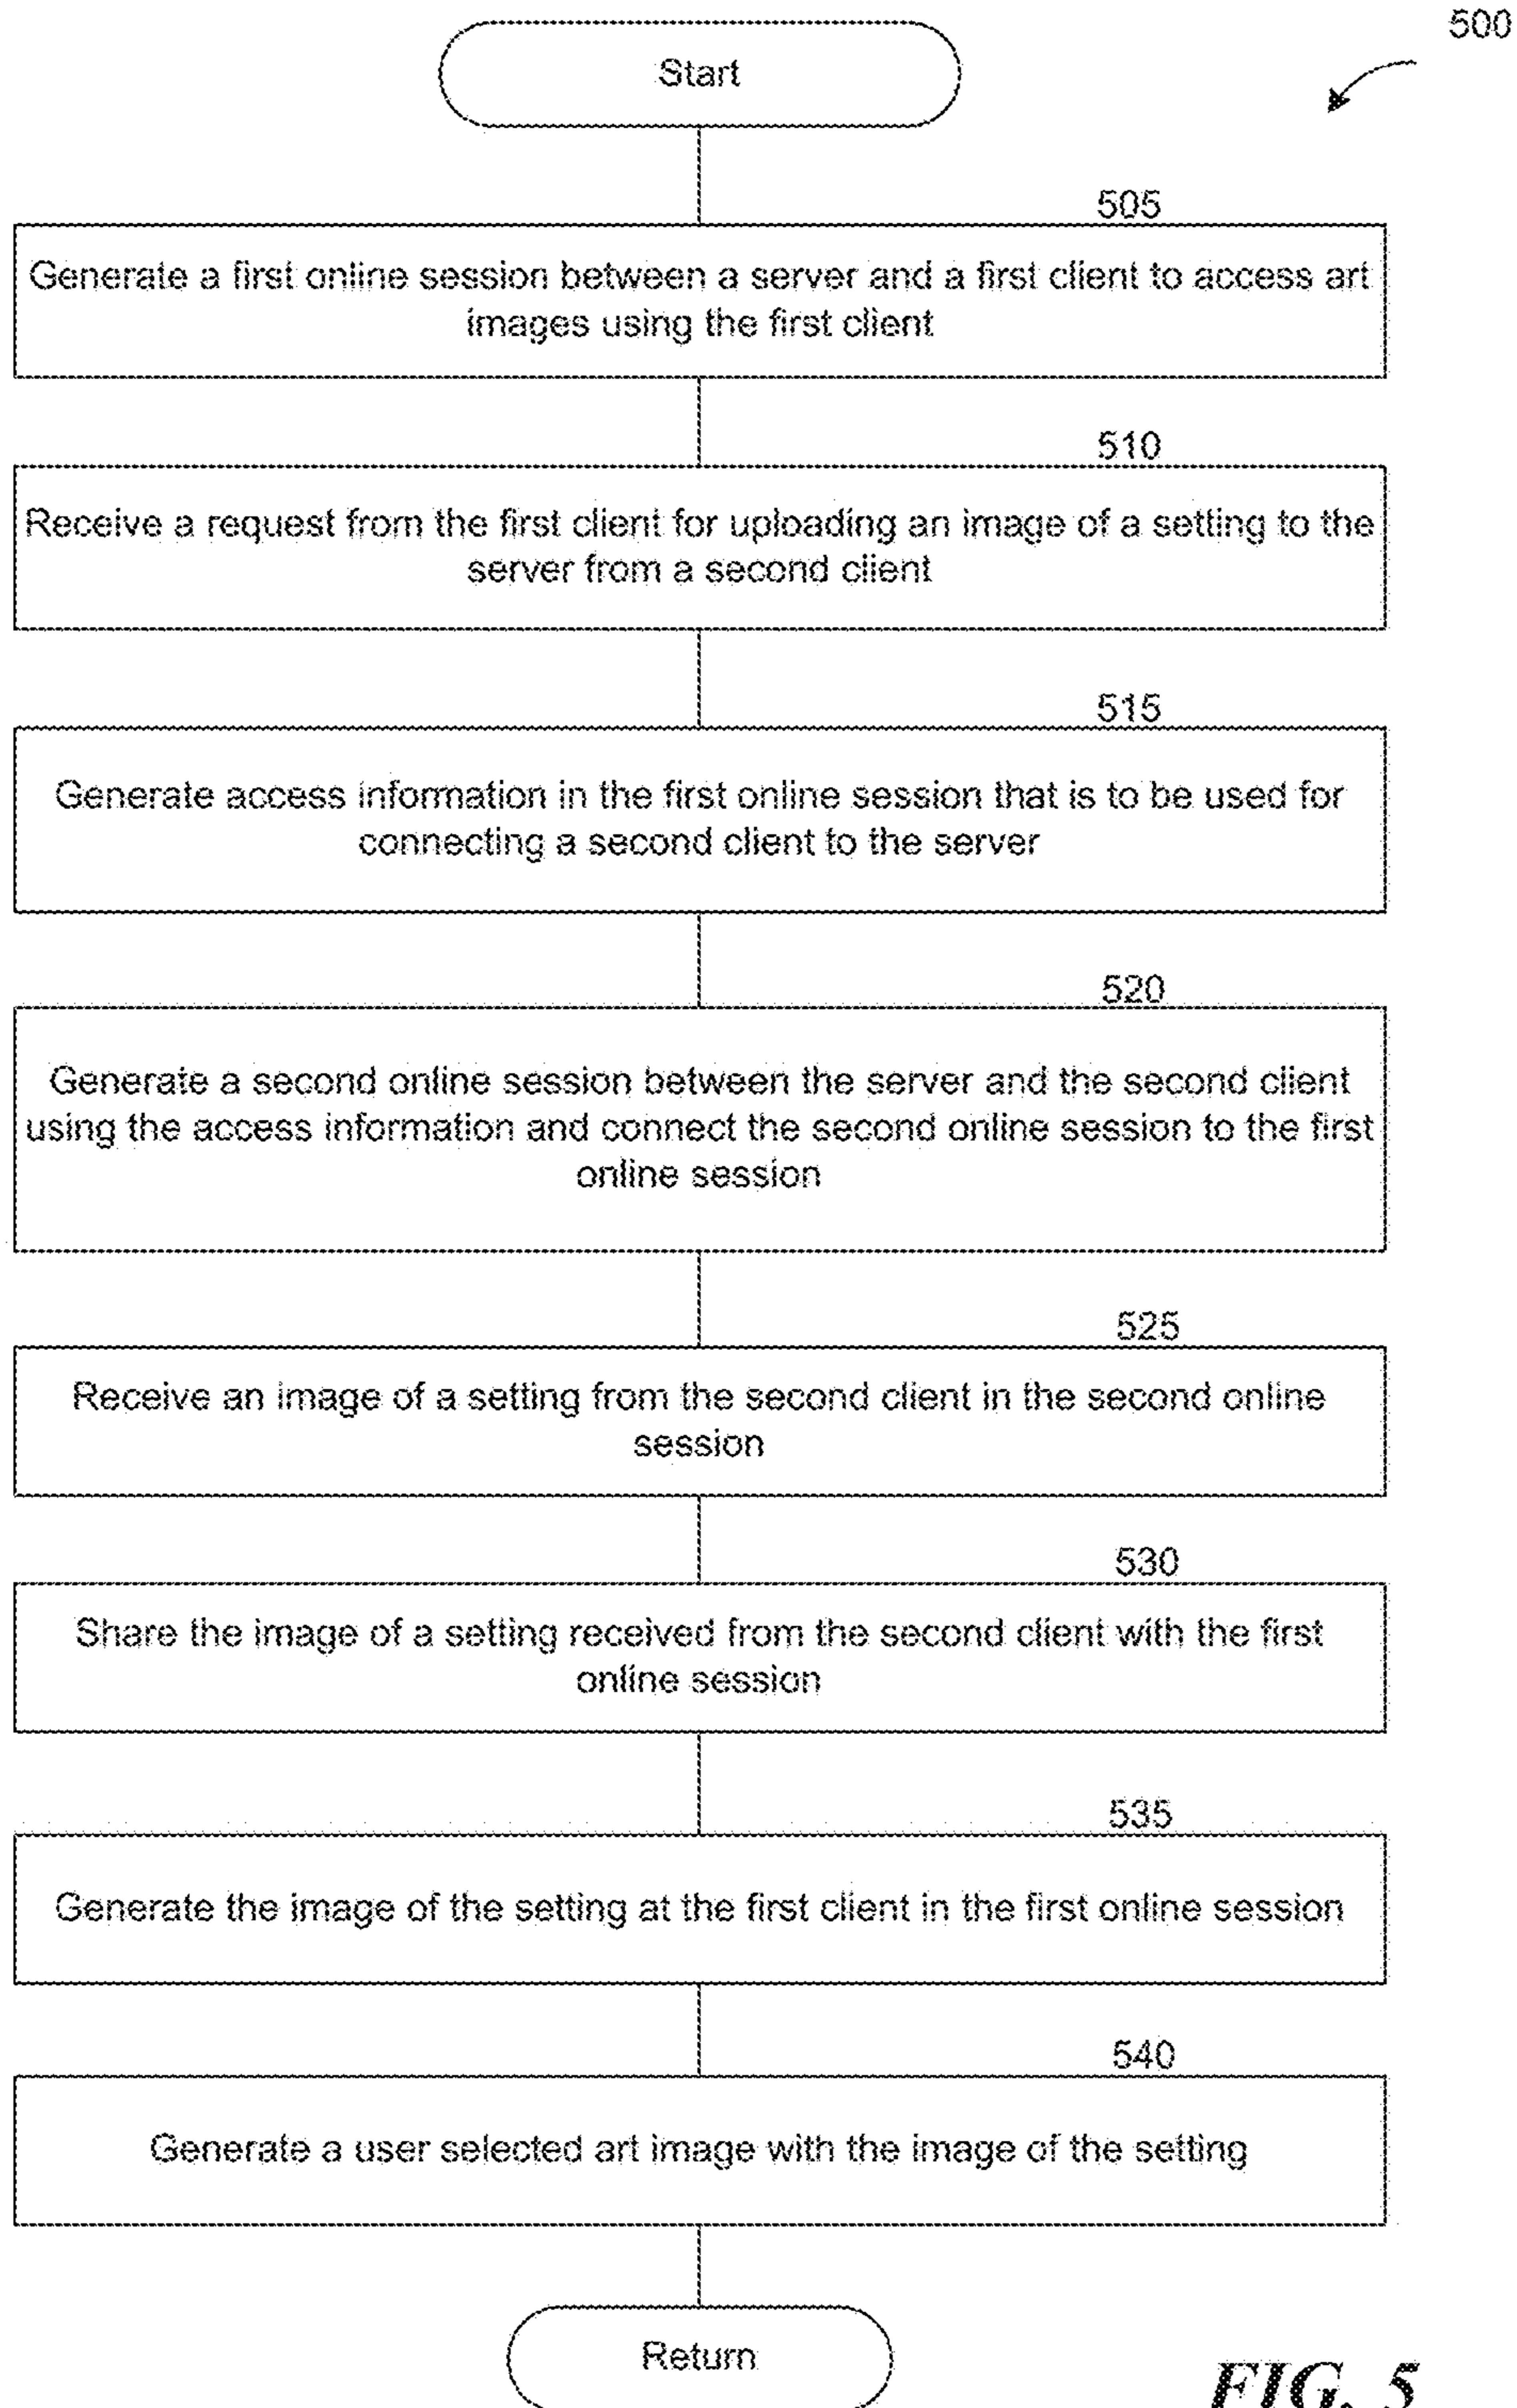 500
Start
505
Generate a first online session between a server and a first client to access art
images using the first client
510
Receive a request from the first client for uploading an image of a setting to the
server from a second client
515
Generate access information in the first online session that is to be used for
connecting a second client to the server
520
Generate a second online session between the server and the second client
using the access information and connect the second online session to the first
online session
525
Receive an image of a setting from the second client in the second online
session
530
Share the image of a setting received from the second client with the first
online session
535
Generate the image of the setting at the first client in the first online session
540
Generate a user selected art image with the image of the setting
Return
FIG. 5